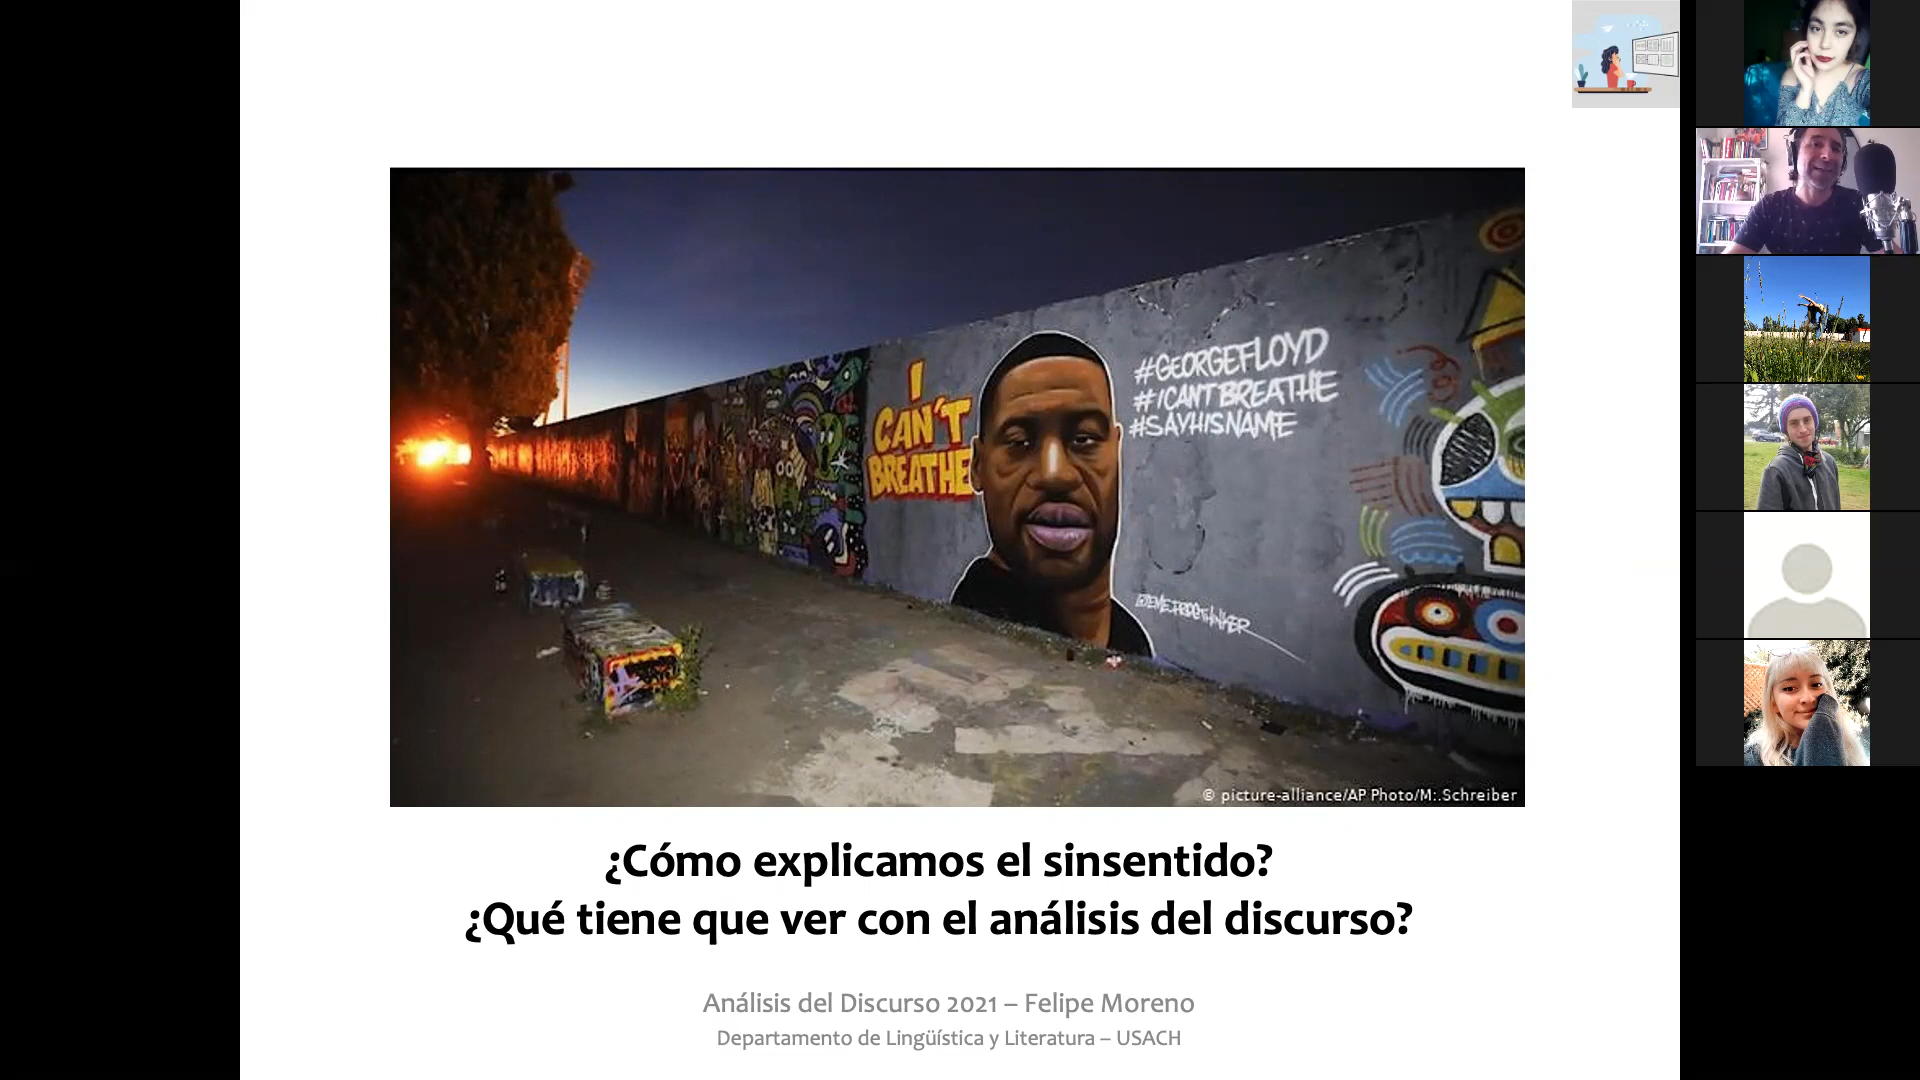 I
CAN'T
BREATHE
#GEORGEFLOYD
#ICANTBREATHE
#SAYHISNAME
© picture-alliance/AP Photo/M. Schreiber
¿Cómo explicamos el sinsentido?
¿Qué tiene que ver con el análisis del discurso?
Análisis del Discurso 2021 – Felipe Moreno
Departamento de Lingüística y Literatura – USACH